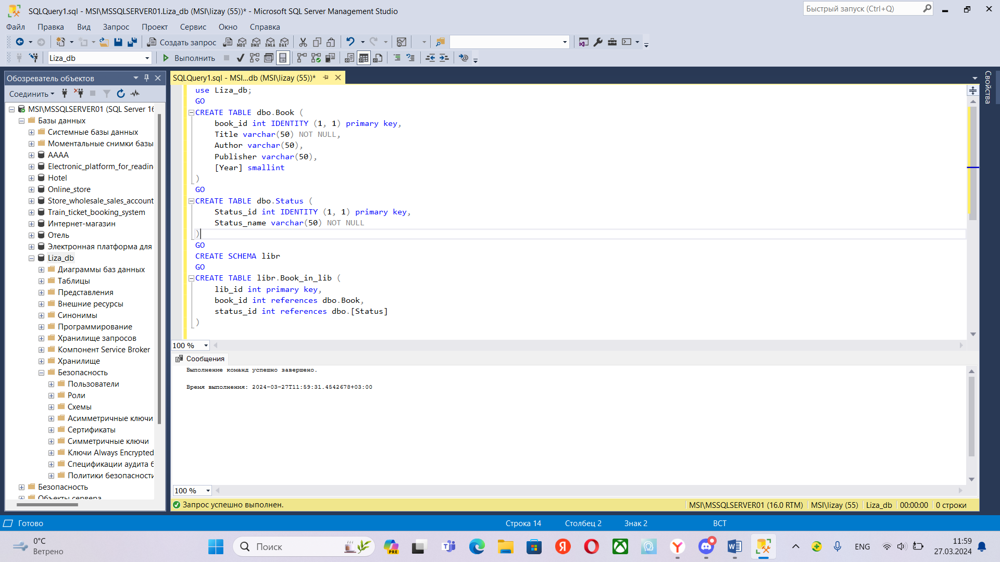 SQLQuery1.sql - MSI\MSSQLSERVER01.Liza_db (MSI\lizay (55))* - Microsoft SQL Server Management Studio
Быстрый запуск (Ctrl+Q)
Файл Правка Вид Запрос Проект Сервис Окно Справка
Создать запрос MDX DMX XMLA DAX
Liza_db Выполнить
Обозреватель объектов
SQLQuery1.sql - MSI...db (MSI\lizay (55))*
Свойства
Соединить
MSI\MSSQLSERVER01 (SQL Server 16
Базы данных
Системные базы данных
Моментальные снимки базы
AAAA
Electronic_platform_for_readin
Hotel
Online_store
Store_wholesale_sales_account
Train_ticket_booking_system
Интернет-магазин
Отель
Электронная платформа для
Liza_db
Диаграммы баз данных
Таблицы
Представления
Внешние ресурсы
Синонимы
Программирование
Хранилище запросов
Компонент Service Broker
Хранилище
Безопасность
Пользователи
Роли
Схемы
Асимметричные ключи
Сертификаты
Симметричные ключи
Ключи Always Encrypted
Спецификации аудита б
Политики безопасности
Безопасность
Объекты сервера
use Liza_db;
GO
CREATE TABLE dbo.Book (
book_id int IDENTITY (1, 1) primary key,
Title varchar(50) NOT NULL,
Author varchar(50),
Publisher varchar(50),
[Year] smallint
)
GO
CREATE TABLE dbo.Status (
Status_id int IDENTITY (1, 1) primary key,
Status_name varchar(50) NOT NULL
)
GO
CREATE SCHEMA libr
GO
CREATE TABLE libr.Book_in_lib (
lib_id int primary key,
book_id int references dbo.Book,
status_id int references dbo.[Status]
)
100 %
Сообщения
Выполнение команд успешно завершено.
Время выполнения: 2024-03-27T11:59:31.4542678+03:00
100 %
Запрос успешно выполнен. MSI\MSSQLSERVER01 (16.0 RTM) MSI\lizay (55) Liza_db 00:00:00 0 строки
Готово Строка 14 Столбец 2 Знак 2 ВСТ
0°C
Ветрено
Поиск
PRE
ENG
11:59
27.03.2024